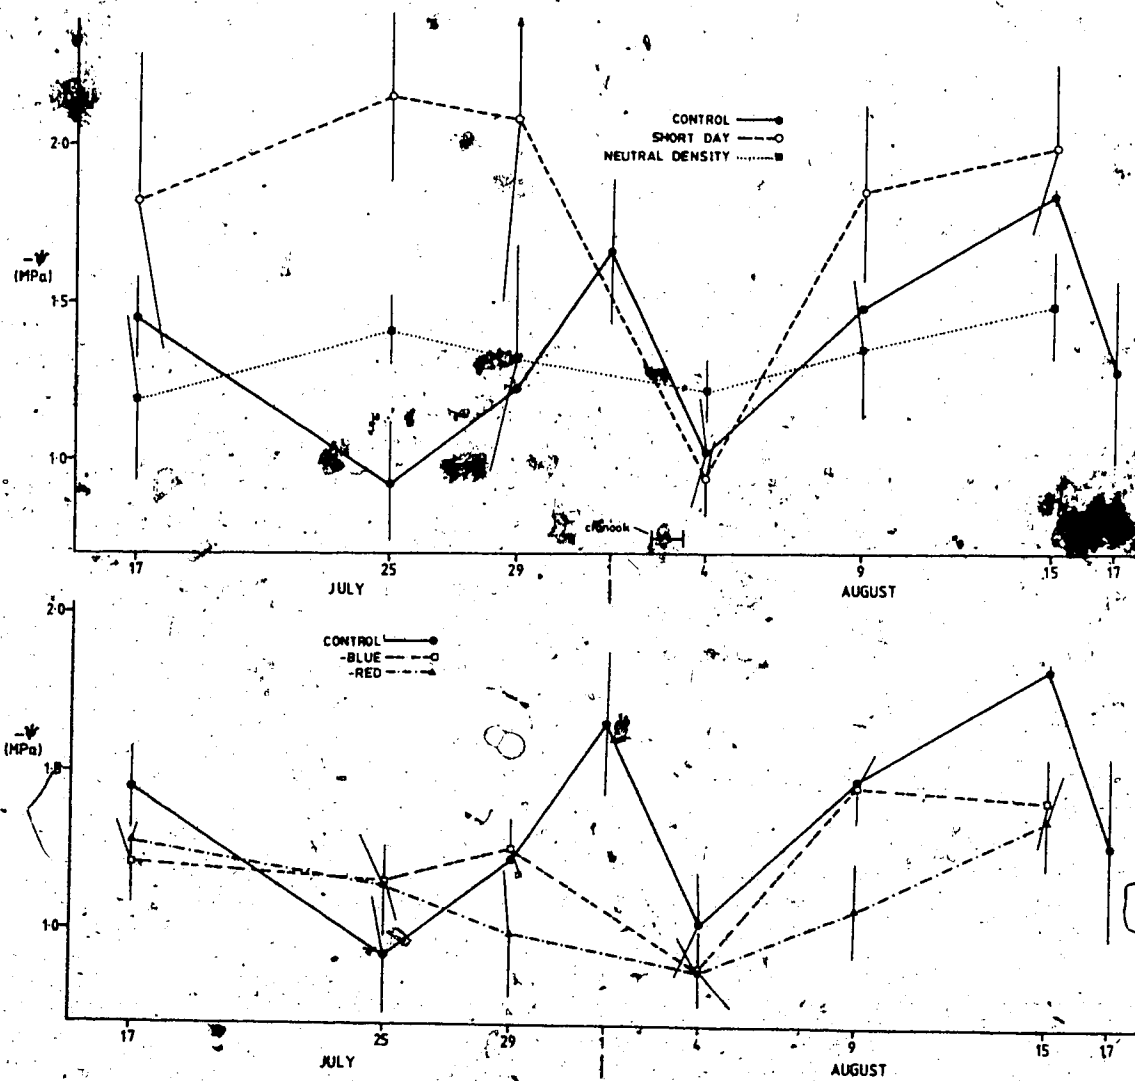 CONTROL
SHORT DAY
2·0
NEUTRAL DENSITY
-Ψ
(MPa)
1·5
1·0
chinook
17 25 29 1 4 9 15 17
JULY AUGUST
2·0
CONTROL
-BLUE
-RED
-Ψ
(MPa)
1·5
1·0
17 25 29 1 4 9 15 17
JULY AUGUST